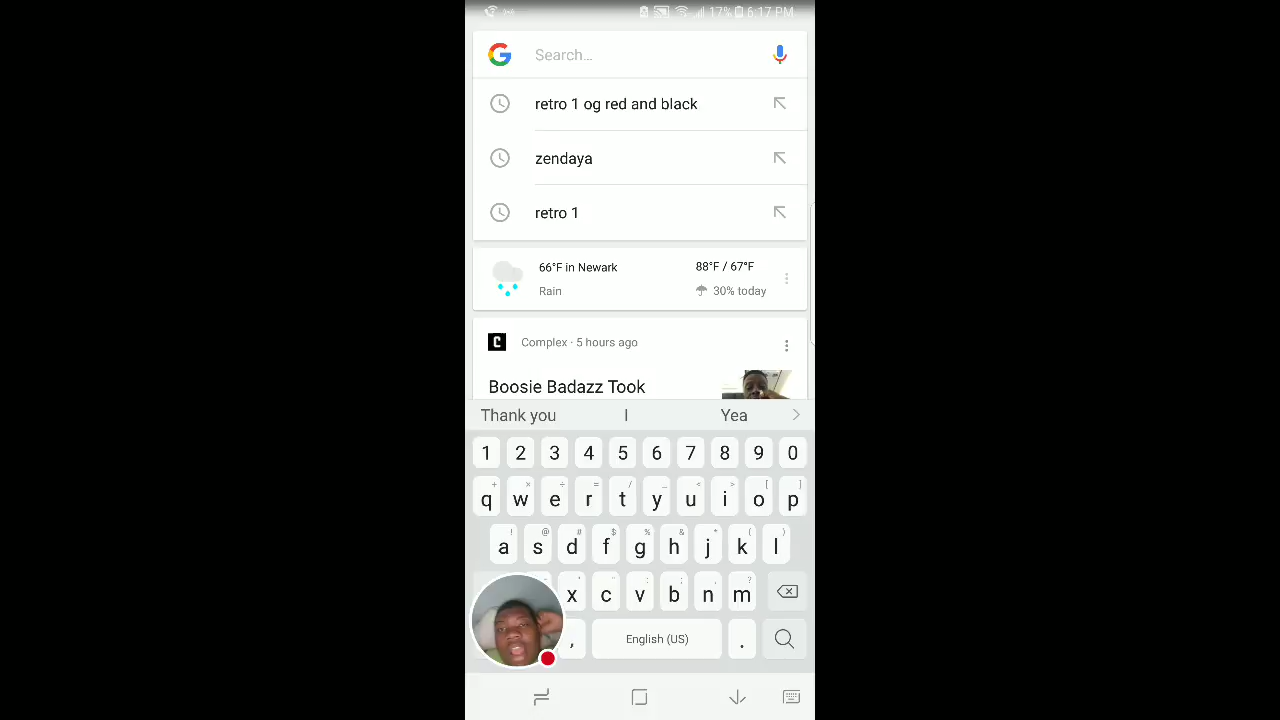 17% 6:17 PM
Search...
retro 1 og red and black
zendaya
retro 1
66°F in Newark 88°F / 67°F
Rain 30% today
C Complex · 5 hours ago
Boosie Badazz Took
Thank you I Yea
1 2 3 4 5 6 7 8 9 0
q w e r t y u i o p
a s d f g h j k l
x c v b n m
, English (US) .